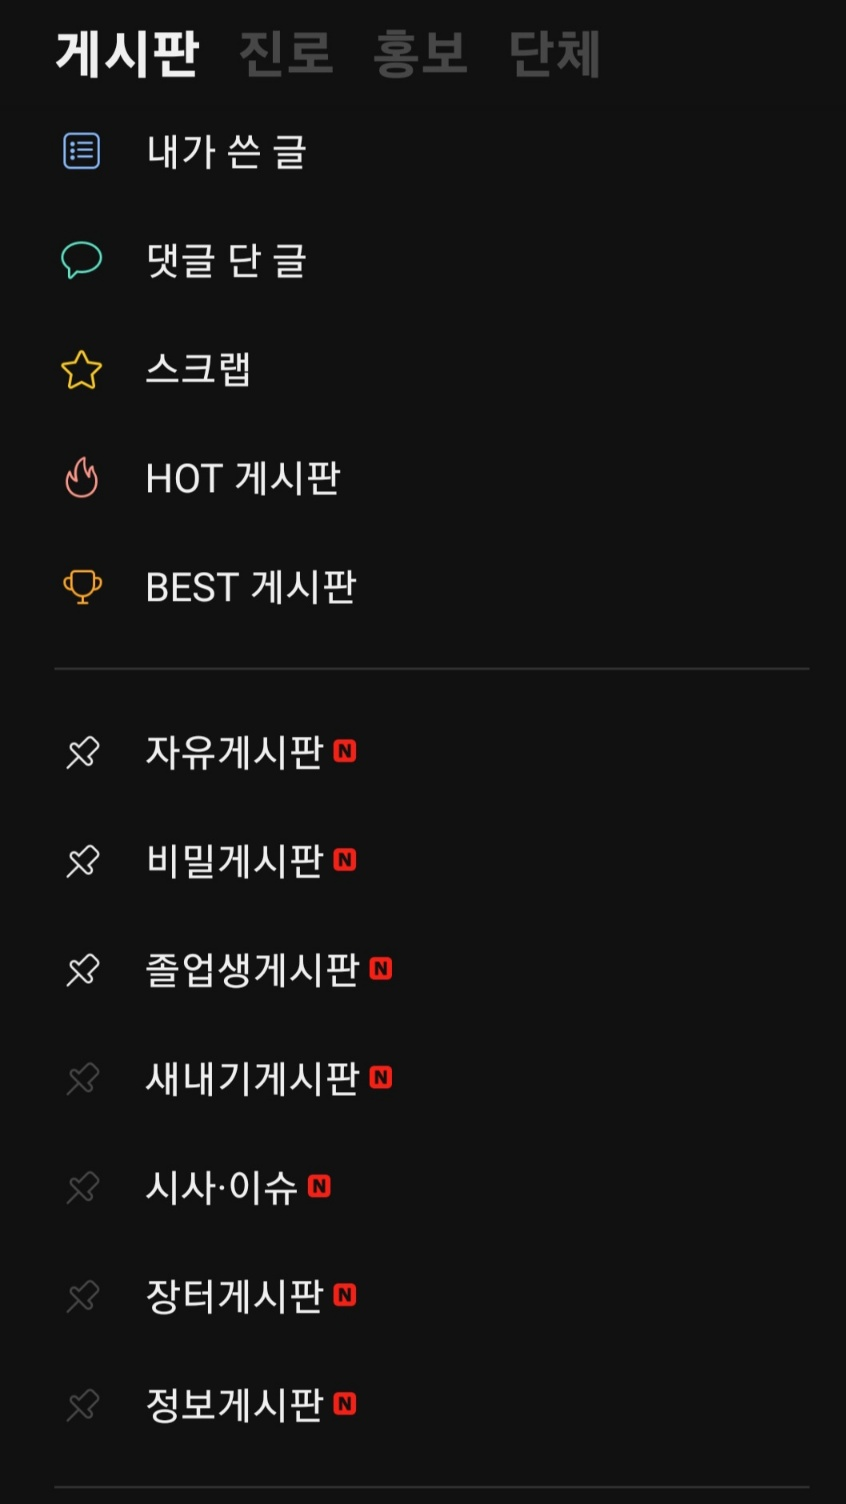 게시판 진로 홍보 단체
내가 쓴 글
댓글 단 글
스크랩
HOT 게시판
BEST 게시판
자유게시판 N
비밀게시판 N
졸업생게시판 N
새내기게시판 N
시사·이슈 N
장터게시판 N
정보게시판 N